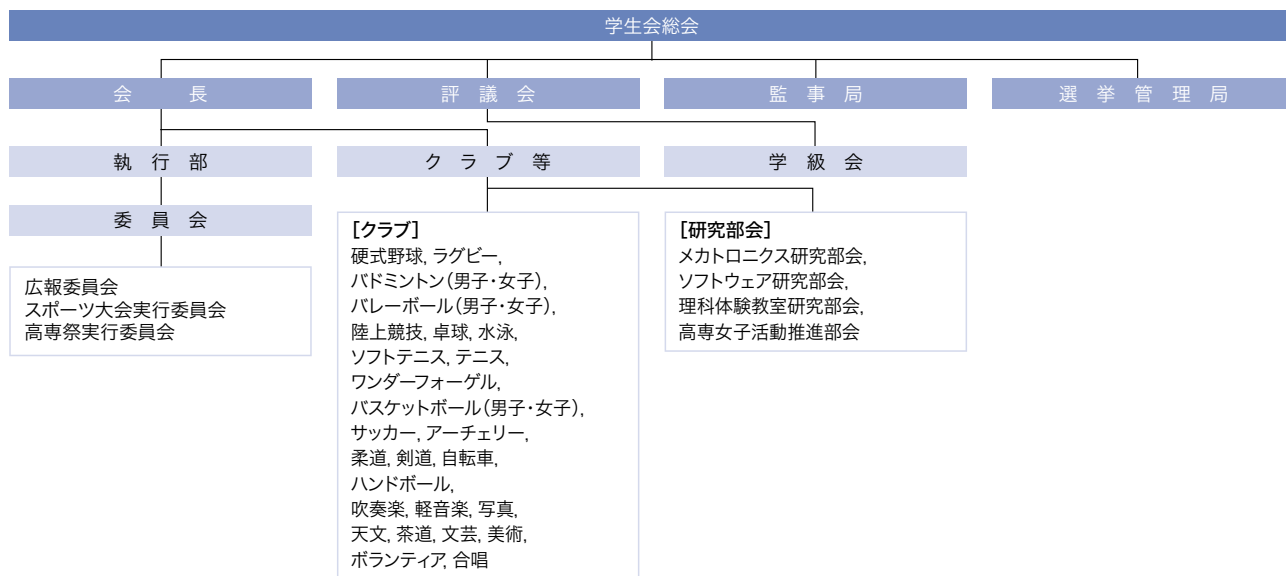 学生会総会
会長
評議会
監事局
選挙管理局
執行部
クラブ等
学級会
委員会
広報委員会
スポーツ大会実行委員会
高専祭実行委員会
[クラブ]
硬式野球, ラグビー,
バドミントン(男子・女子),
バレーボール(男子・女子),
陸上競技, 卓球, 水泳,
ソフトテニス, テニス,
ワンダーフォーゲル,
バスケットボール(男子・女子),
サッカー, アーチェリー,
柔道, 剣道, 自転車,
ハンドボール,
吹奏楽, 軽音楽, 写真,
天文, 茶道, 文芸, 美術,
ボランティア, 合唱
[研究部会]
メカトロニクス研究部会,
ソフトウェア研究部会,
理科体験教室研究部会,
高専女子活動推進部会